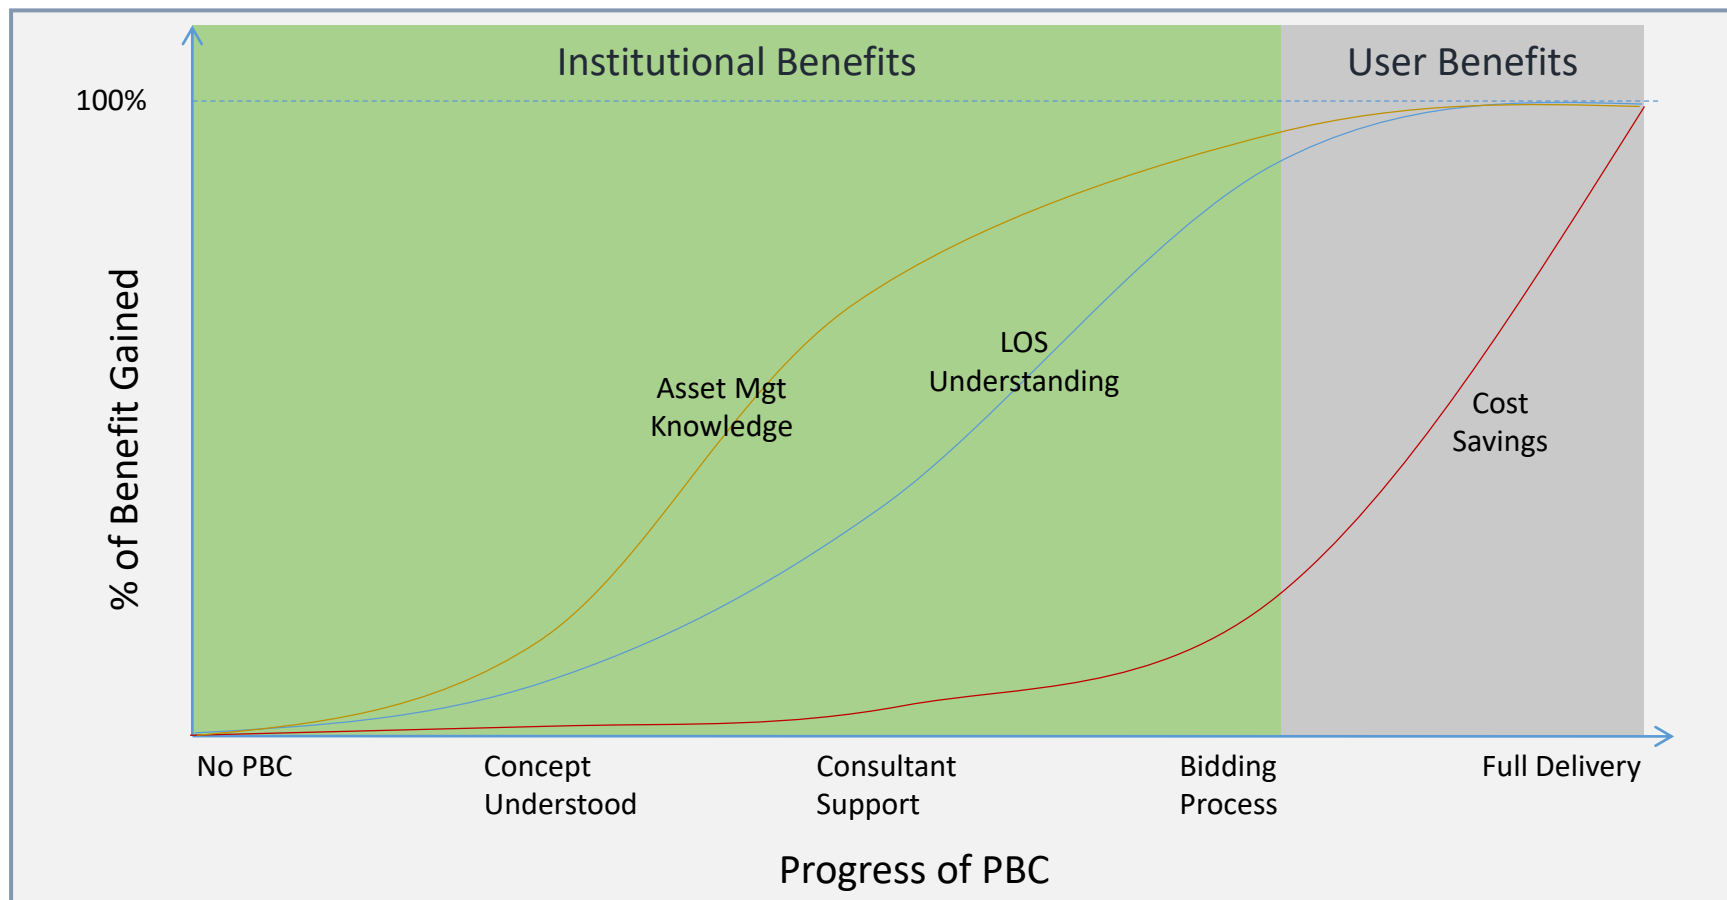 Institutional Benefits
User Benefits
100%
% of Benefit Gained
Asset Mgt
Knowledge
LOS
Understanding
Cost
Savings
No PBC
Concept
Understood
Consultant
Support
Bidding
Process
Full Delivery
Progress of PBC